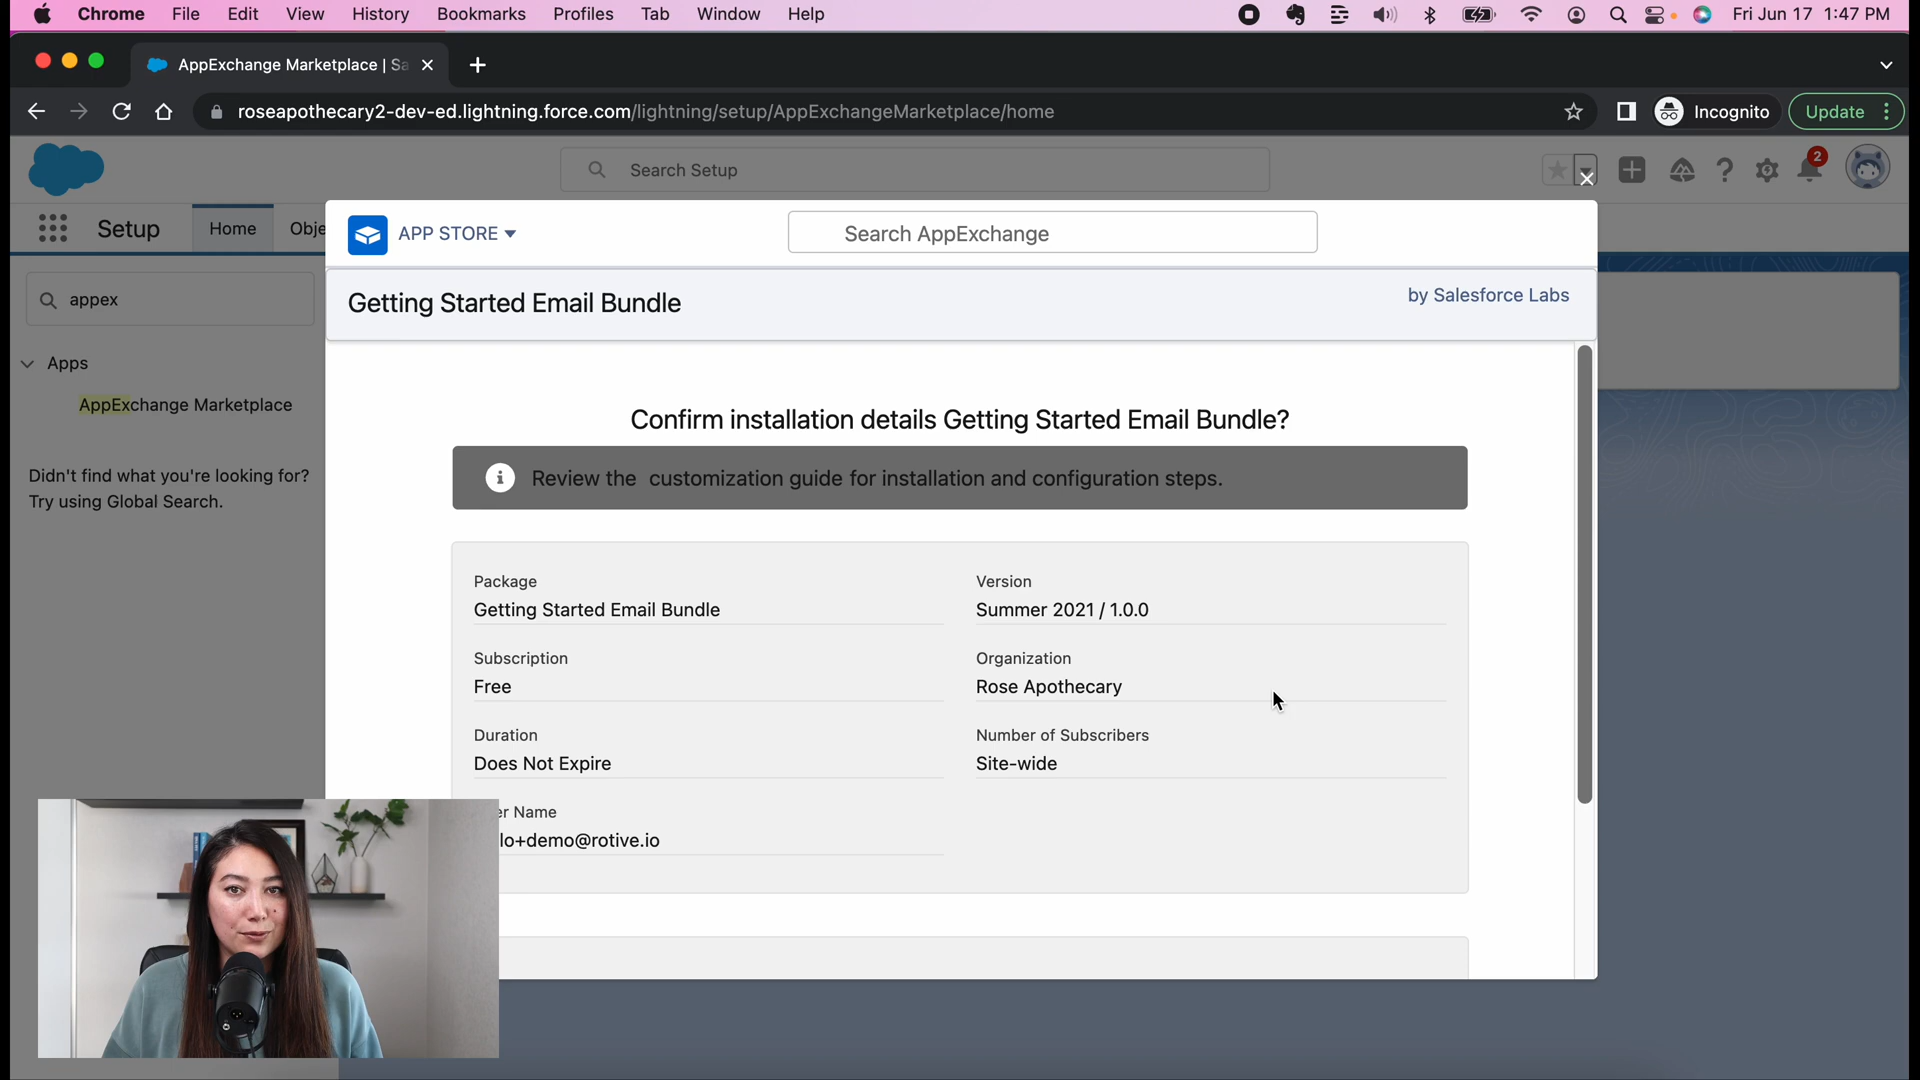 Chrome File Edit View History Bookmarks Profiles Tab Window Help Fri Jun 17 1:47 PM
AppExchange Marketplace | Sa
roseapothecary2-dev-ed.lightning.force.com/lightning/setup/AppExchangeMarketplace/home Incognito Update
Search Setup 2
Setup Home Obje
APP STORE Search AppExchange
Getting Started Email Bundle by Salesforce Labs
appex
Apps
AppExchange Marketplace
Didn't find what you're looking for?
Try using Global Search.
Confirm installation details Getting Started Email Bundle?
Review the customization guide for installation and configuration steps.
Package Version
Getting Started Email Bundle Summer 2021 / 1.0.0
Subscription Organization
Free Rose Apothecary
Duration Number of Subscribers
Does Not Expire Site-wide
er Name
lo+demo@rotive.io